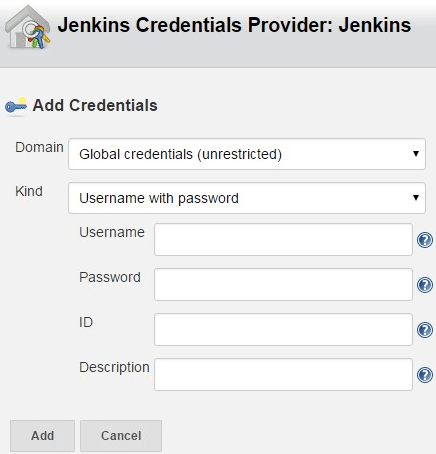 Jenkins Credentials Provider: Jenkins
Add Credentials
Domain Global credentials (unrestricted)
Kind Username with password
Username
Password
ID
Description
Add Cancel